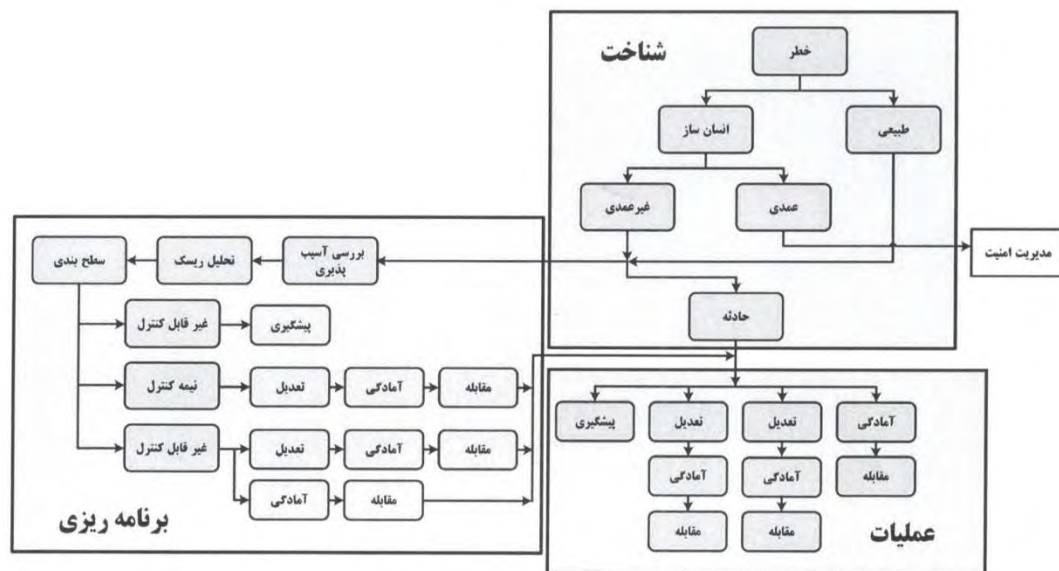 شناخت
خطر
انسان ساز
طبیعی
غیرعمدی
عمدی
مدیریت امنیت
حادثه
بررسی آسیب
پذیری
تحلیل ریسک
سطح بندی
غیر قابل کنترل
پیشگیری
نیمه کنترل
تعدیل
آمادگی
مقابله
غیر قابل کنترل
تعدیل
آمادگی
مقابله
آمادگی
مقابله
برنامه ریزی
پیشگیری
تعدیل
تعدیل
آمادگی
آمادگی
آمادگی
مقابله
مقابله
مقابله
عملیات